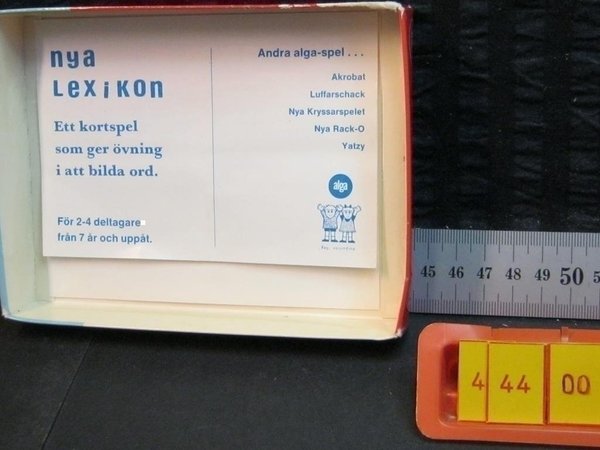 nya
LEXiKON
Ett kortspel
som ger övning
i att bilda ord.
För 2-4 deltagare
från 7 år och uppåt.
Andra alga-spel . . .
Akrobat
Luffarschack
Nya Kryssarspelet
Nya Rack-O
Yatzy
alga
45 46 47 48 49 50
4 44 00